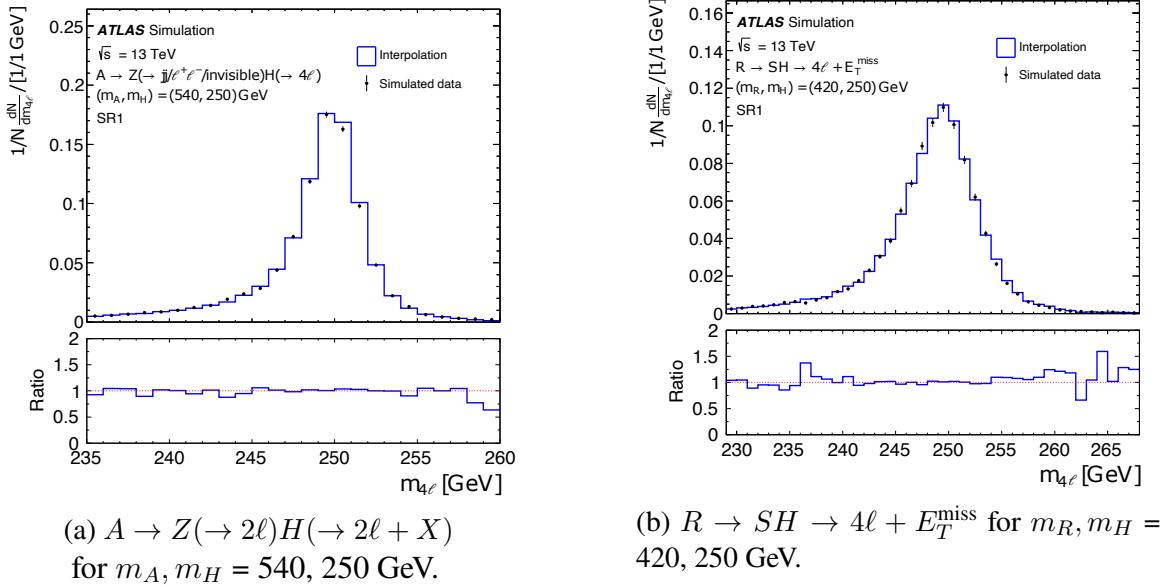 ATLAS Simulation
√s = 13 TeV
A → Z(→ jj/ℓ⁺ℓ⁻/invisible)H(→ 4ℓ)
(m_A, m_H) = (540, 250) GeV
SR1
Interpolation
Simulated data
1/N dN/dm_4ℓ / [1/1 GeV]
0.25
0.2
0.15
0.1
0.05
0
Ratio
2
1.5
1
0.5
0
235 240 245 250 255 260
m_4ℓ [GeV]
(a) A → Z(→ 2ℓ)H(→ 2ℓ + X)
for m_A, m_H = 540, 250 GeV.
ATLAS Simulation
√s = 13 TeV
R → SH → 4ℓ + E_T^miss
(m_R, m_H) = (420, 250) GeV
SR1
Interpolation
Simulated data
1/N dN/dm_4ℓ / [1/1 GeV]
0.16
0.14
0.12
0.1
0.08
0.06
0.04
0.02
0
Ratio
2
1.5
1
0.5
0
230 235 240 245 250 255 260 265
m_4ℓ [GeV]
(b) R → SH → 4ℓ + E_T^miss for m_R, m_H =
420, 250 GeV.